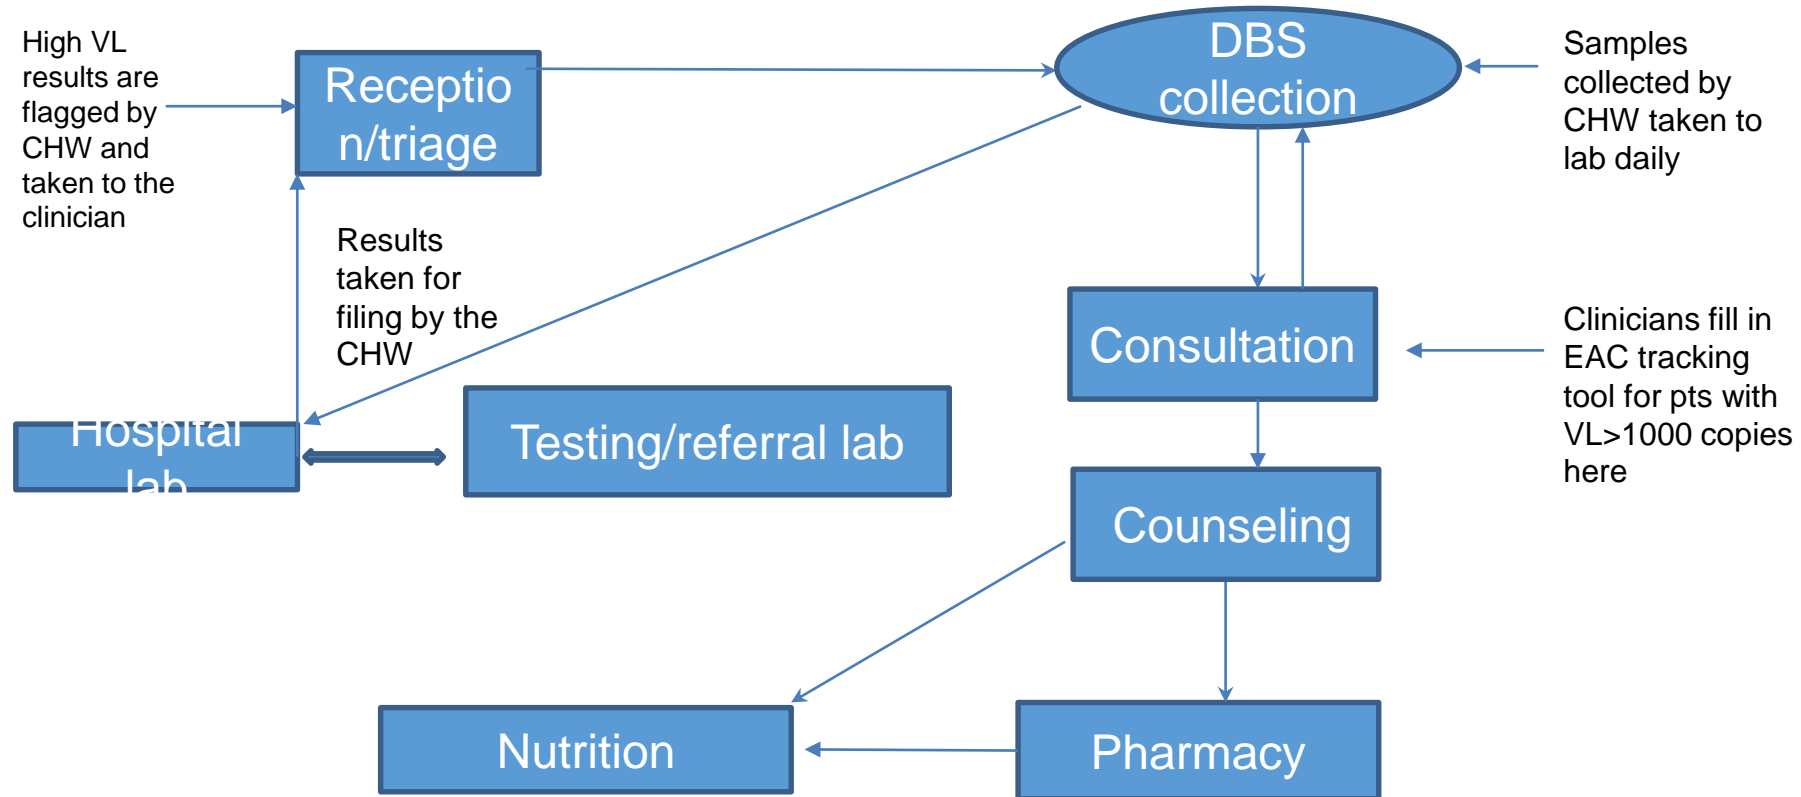 High VL
results are
flagged by
CHW and
taken to the
clinician
Receptio
n/triage
DBS
collection
Samples
collected by
CHW taken to
lab daily
Results
taken for
filing by the
CHW
Consultation
Clinicians fill in
EAC tracking
tool for pts with
VL>1000 copies
here
Hospital
lab
Testing/referral lab
Counseling
Nutrition
Pharmacy